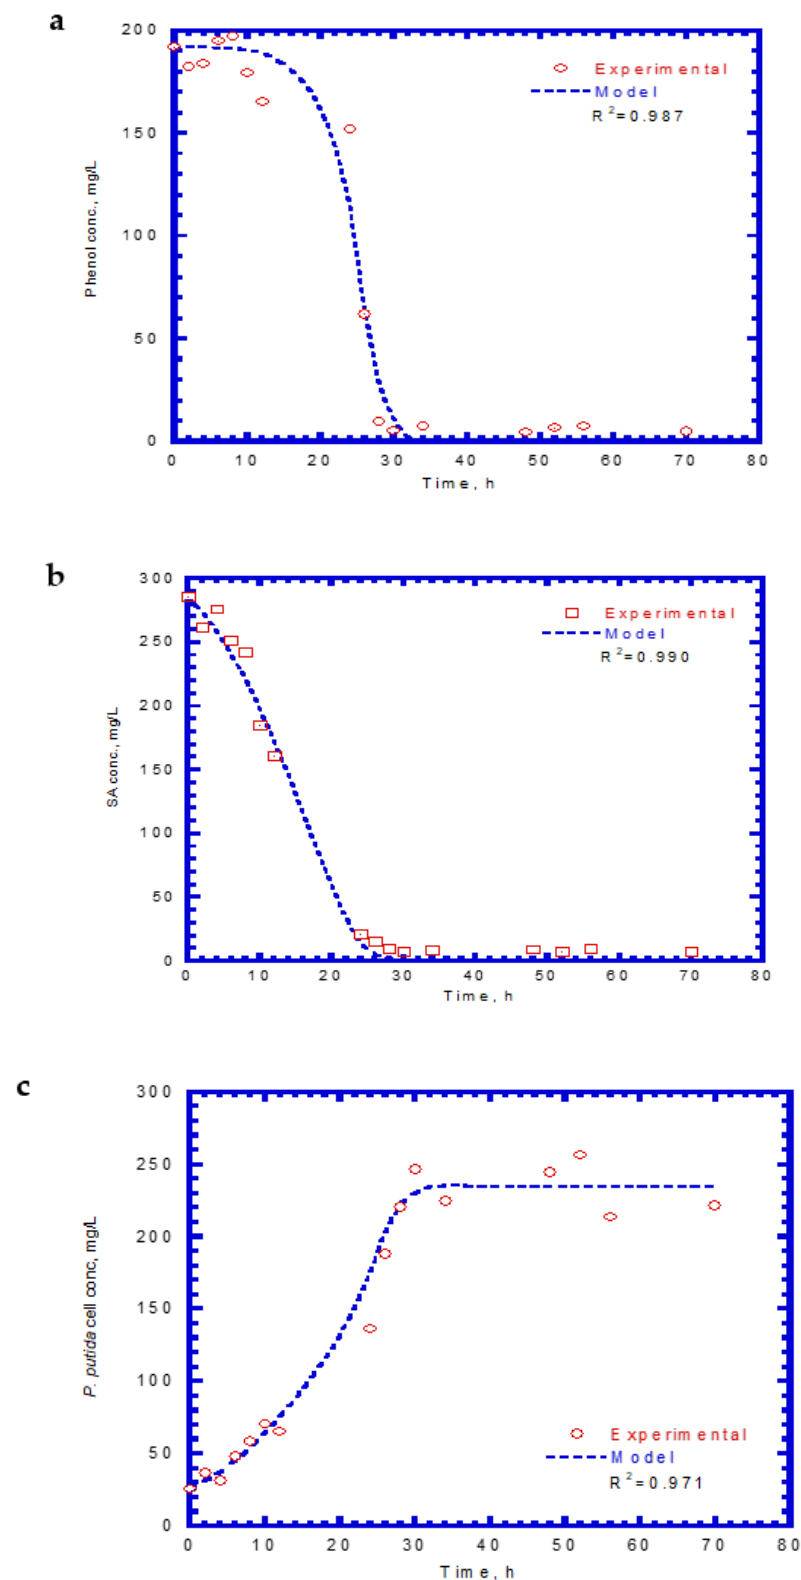 a
200
150
100
50
0
Phenol conc., mg/L
Experimental
Model
R²=0.987
0 10 20 30 40 50 60 70 80
Time, h
b
300
250
200
150
100
50
0
SA conc., mg/L
Experimental
Model
R²=0.990
0 10 20 30 40 50 60 70 80
Time, h
c
300
250
200
150
100
50
0
P. putida cell conc, mg/L
Experimental
Model
R²=0.971
0 10 20 30 40 50 60 70 80
Time, h